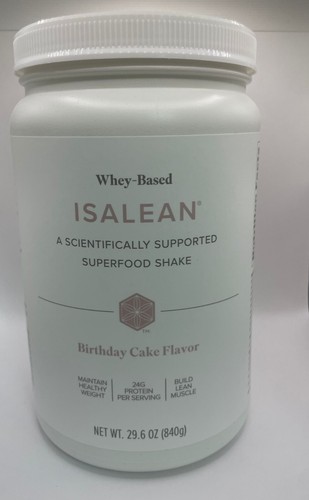 Whey-Based
ISALEAN®
A SCIENTIFICALLY SUPPORTED
SUPERFOOD SHAKE
Birthday Cake Flavor
MAINTAIN
HEALTHY
WEIGHT
24G
PROTEIN
PER SERVING
BUILD
LEAN
MUSCLE
NET WT. 29.6 OZ (840g)